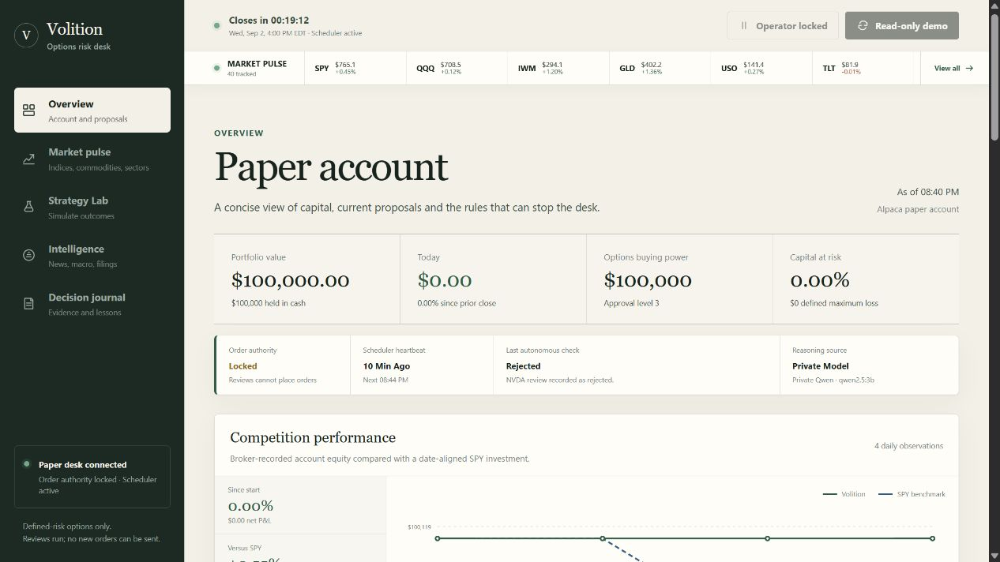 V
Volition
Options risk desk
Overview
Account and proposals
Market pulse
Indices, commodities, sectors
Strategy Lab
Simulate outcomes
Intelligence
News, macro, filings
Decision journal
Evidence and lessons
Paper desk connected
Order authority locked · Scheduler
active
Defined-risk options only.
Reviews run; no new orders can be sent.
Closes in 00:19:12
Wed, Sep 2, 4:00 PM EDT · Scheduler active
Operator locked
Read-only demo
MARKET PULSE
40 tracked
SPY $765.1 +0.45%
QQQ $708.5 +0.12%
IWM $294.1 +1.20%
GLD $402.2 +1.36%
USO $141.4 +0.27%
TLT $81.9 -0.01%
View all
OVERVIEW
Paper account
A concise view of capital, current proposals and the rules that can stop the desk.
As of 08:40 PM
Alpaca paper account
Portfolio value
$100,000.00
$100,000 held in cash
Today
$0.00
0.00% since prior close
Options buying power
$100,000
Approval level 3
Capital at risk
0.00%
$0 defined maximum loss
Order authority
Locked
Reviews cannot place orders
Scheduler heartbeat
10 Min Ago
Next 08:44 PM
Last autonomous check
Rejected
NVDA review recorded as rejected.
Reasoning source
Private Model
Private Qwen · qwen2.5:3b
Competition performance
Broker-recorded account equity compared with a date-aligned SPY investment.
4 daily observations
Since start
0.00%
$0.00 net P&L
Versus SPY
Volition
SPY benchmark
$100,119